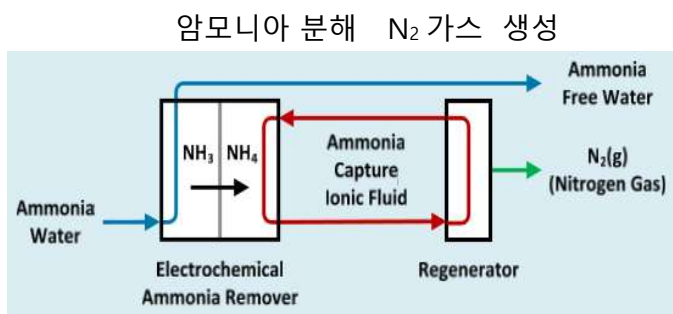 암모니아 분해 N₂ 가스 생성
Ammonia
Free Water
NH₃
NH₄
Ammonia
Capture
Ionic Fluid
N₂(g)
(Nitrogen Gas)
Ammonia
Water
Electrochemical
Ammonia Remover
Regenerator